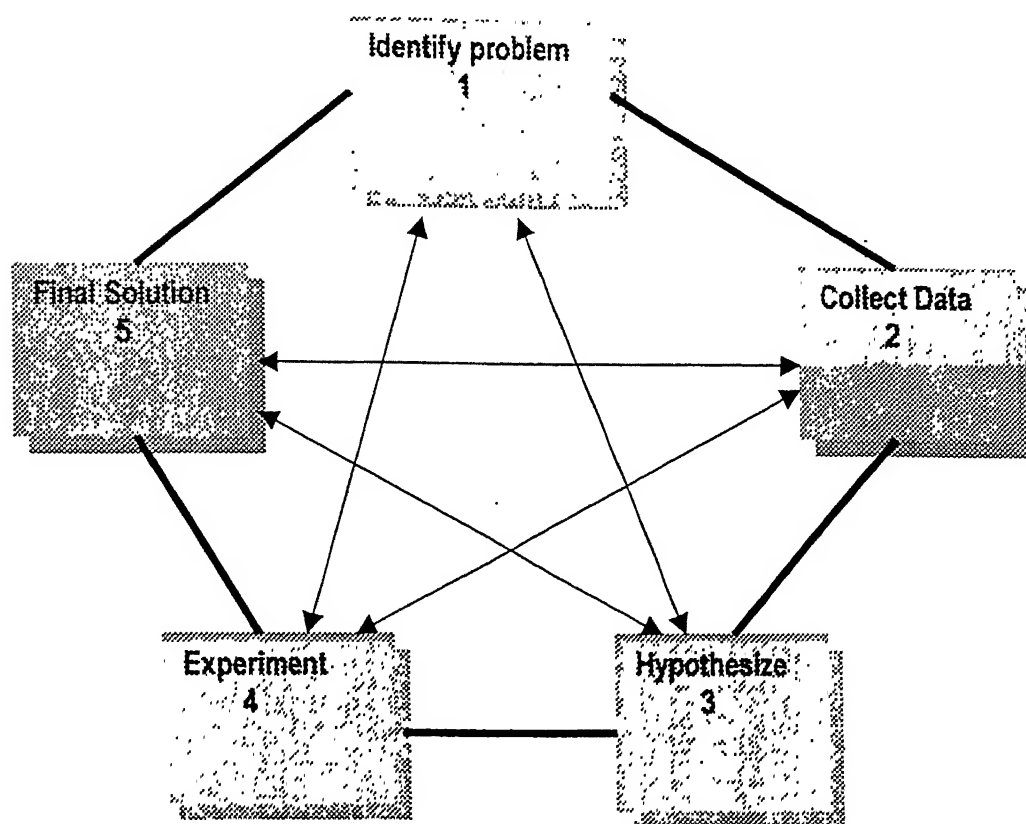 Identify problem
1
Collect Data
2
Hypothesize
3
Experiment
4
Final Solution
5